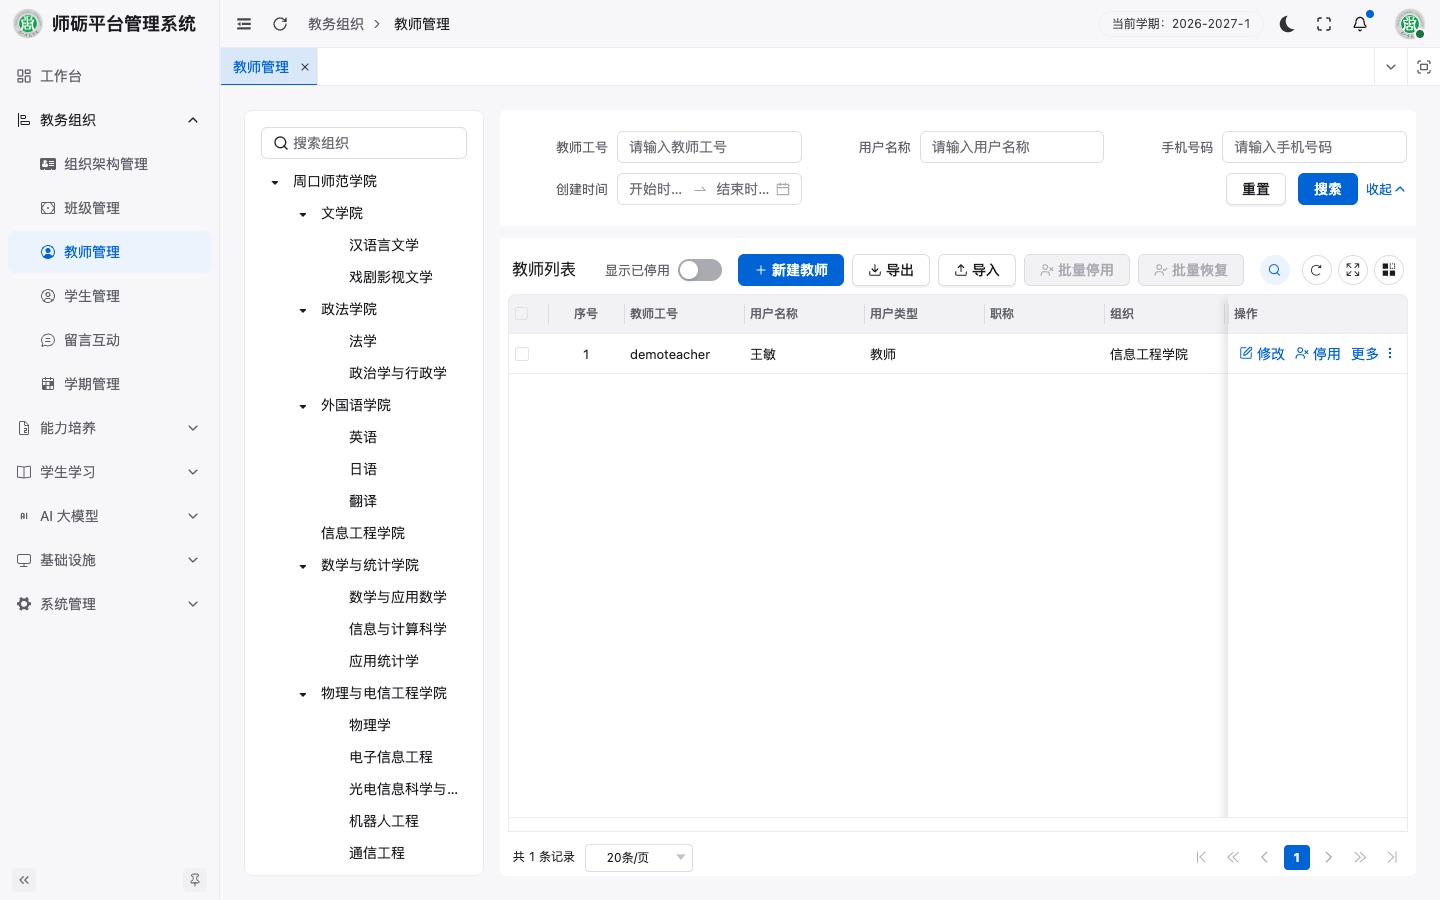 师砺平台管理系统
教务组织
教师管理
当前学期：2026-2027-1
教师管理
工作台
教务组织
组织架构管理
班级管理
教师管理
学生管理
留言互动
学期管理
能力培养
学生学习
AI
AI 大模型
基础设施
系统管理
搜索组织
周口师范学院
文学院
汉语言文学
戏剧影视文学
政法学院
法学
政治学与行政学
外国语学院
英语
日语
翻译
信息工程学院
数学与统计学院
数学与应用数学
信息与计算科学
应用统计学
物理与电信工程学院
物理学
电子信息工程
光电信息科学与...
机器人工程
通信工程
教师工号 请输入教师工号
用户名称 请输入用户名称
手机号码 请输入手机号码
创建时间 开始时... 结束时...
重置 搜索 收起
教师列表 显示已停用 新建教师 导出 导入 批量停用 批量恢复
序号 教师工号 用户名称 用户类型 职称 组织 操作
1 demoteacher 王敏 教师 信息工程学院 修改 停用 更多
共 1 条记录 20条/页 1